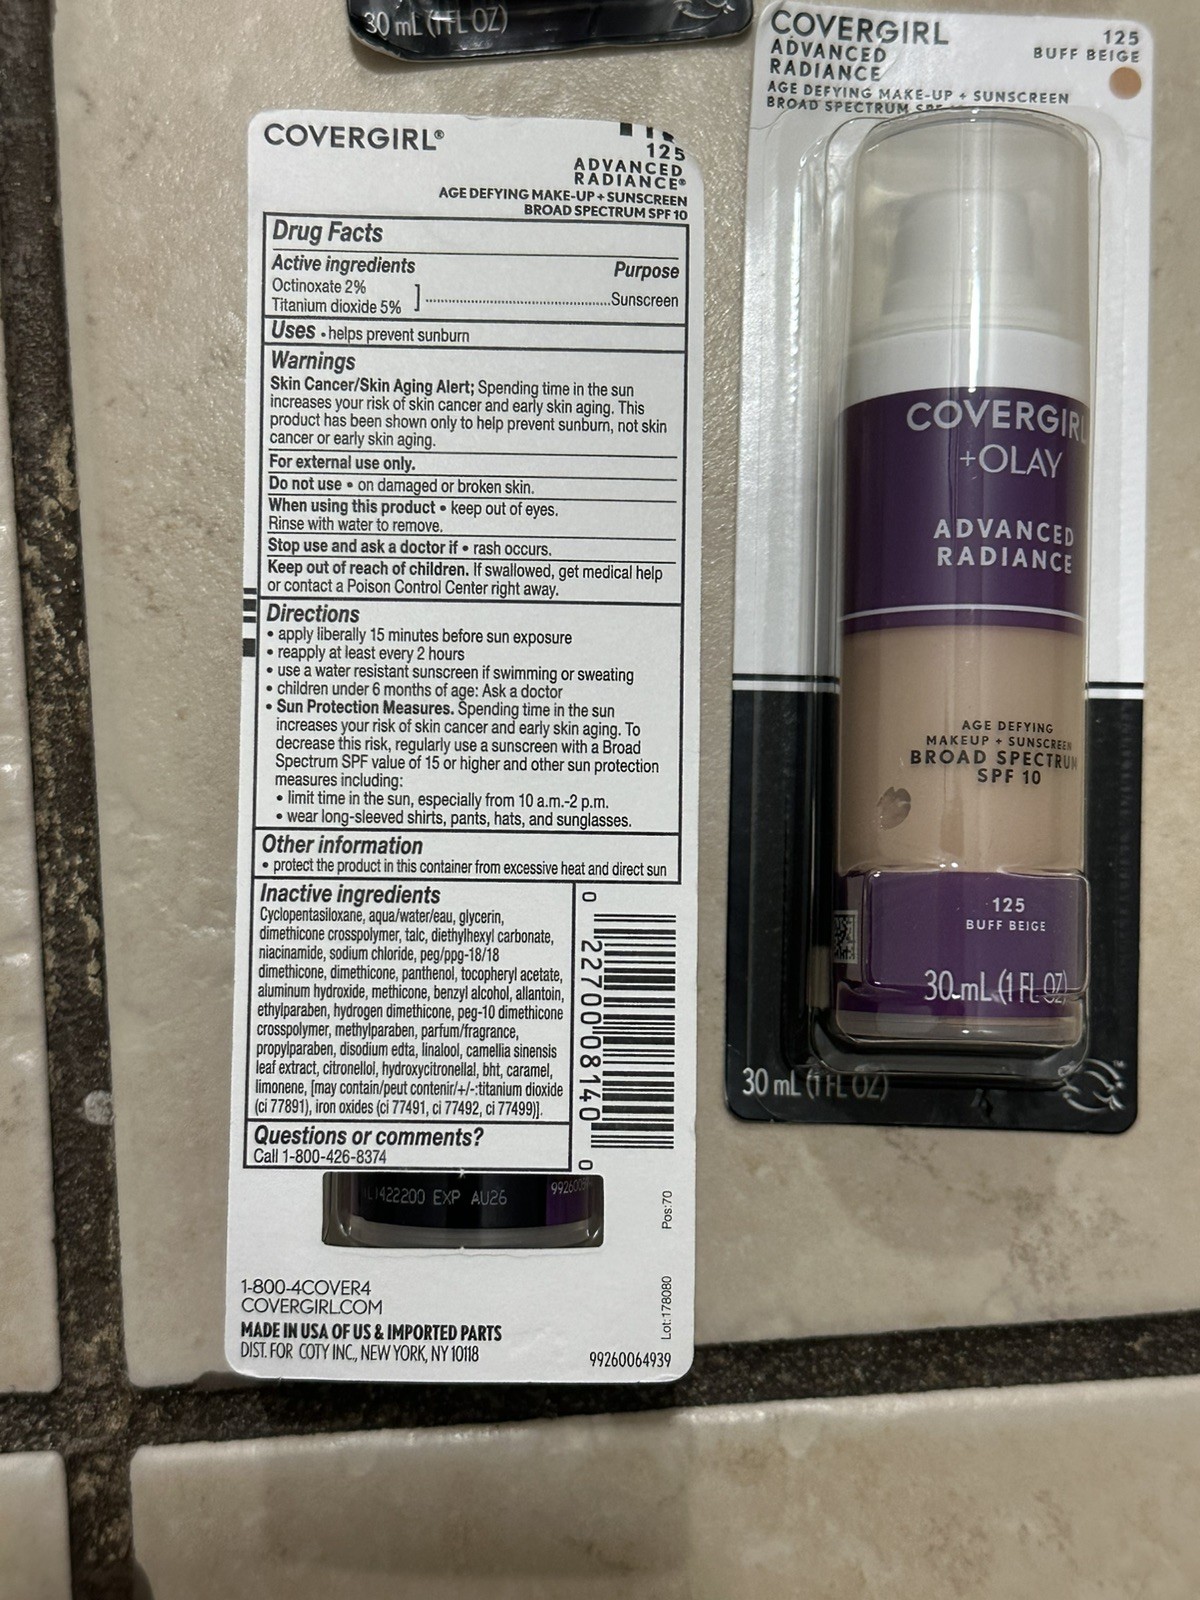 30 mL (1 FL OZ)
COVERGIRL
ADVANCED
RADIANCE
AGE DEFYING MAKE-UP + SUNSCREEN
BROAD SPECTRUM
125
BUFF BEIGE
COVERGIRL®
125
ADVANCED
RADIANCE®
AGE DEFYING MAKE-UP + SUNSCREEN
BROAD SPECTRUM SPF 10
Drug Facts
Active ingredients Purpose
Octinoxate 2%
Titanium dioxide 5% ] ......................................... Sunscreen
Uses • helps prevent sunburn
Warnings
Skin Cancer/Skin Aging Alert; Spending time in the sun
increases your risk of skin cancer and early skin aging. This
product has been shown only to help prevent sunburn, not skin
cancer or early skin aging.
For external use only.
Do not use • on damaged or broken skin.
When using this product • keep out of eyes.
Rinse with water to remove.
Stop use and ask a doctor if • rash occurs.
Keep out of reach of children. If swallowed, get medical help
or contact a Poison Control Center right away.
Directions
• apply liberally 15 minutes before sun exposure
• reapply at least every 2 hours
• use a water resistant sunscreen if swimming or sweating
• children under 6 months of age: Ask a doctor
• Sun Protection Measures. Spending time in the sun
increases your risk of skin cancer and early skin aging. To
decrease this risk, regularly use a sunscreen with a Broad
Spectrum SPF value of 15 or higher and other sun protection
measures including:
• limit time in the sun, especially from 10 a.m.-2 p.m.
• wear long-sleeved shirts, pants, hats, and sunglasses.
Other information
• protect the product in this container from excessive heat and direct sun
Inactive ingredients
Cyclopentasiloxane, aqua/water/eau, glycerin,
dimethicone crosspolymer, talc, diethylhexyl carbonate,
niacinamide, sodium chloride, peg/ppg-18/18
dimethicone, dimethicone, panthenol, tocopheryl acetate,
aluminum hydroxide, methicone, benzyl alcohol, allantoin,
ethylparaben, hydrogen dimethicone, peg-10 dimethicone
crosspolymer, methylparaben, parfum/fragrance,
propylparaben, disodium edta, linalool, camellia sinensis
leaf extract, citronellol, hydroxycitronellal, bht, caramel,
limonene, [may contain/peut contenir/+/-:titanium dioxide
(ci 77891), iron oxides (ci 77491, ci 77492, ci 77499)].
Questions or comments?
Call 1-800-426-8374
0 22700 08140 0
1422200 EXP AU26
Pos:70
Lot:178080
1-800-4COVER4
COVERGIRL.COM
MADE IN USA OF US & IMPORTED PARTS
DIST. FOR COTY INC., NEW YORK, NY 10118
99260064939
COVERGIRL
+OLAY
ADVANCED
RADIANCE
AGE DEFYING
MAKEUP + SUNSCREEN
BROAD SPECTRUM
SPF 10
125
BUFF BEIGE
30 mL (1 FL OZ)
30 mL (1 FL OZ)